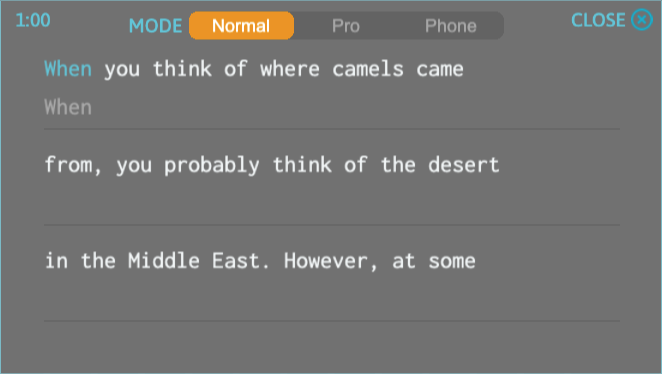 1:00 MODE Normal Pro Phone CLOSE
When you think of where camels came
When
from, you probably think of the desert
in the Middle East. However, at some